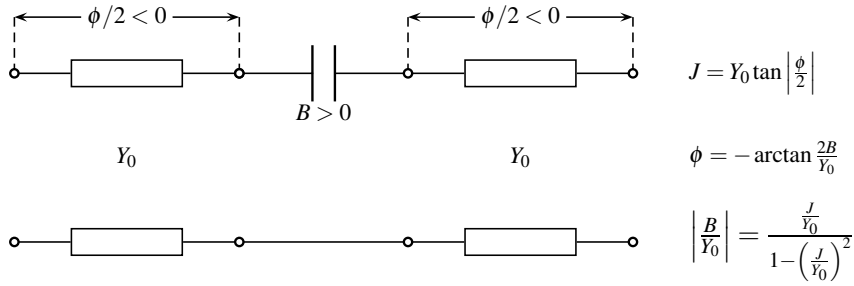 ϕ/2 < 0
ϕ/2 < 0
B > 0
J = Y₀ tan |ϕ/2|
Y₀
Y₀
ϕ = − arctan 2B/Y₀
|B/Y₀| = (J/Y₀)/(1−(J/Y₀)²)